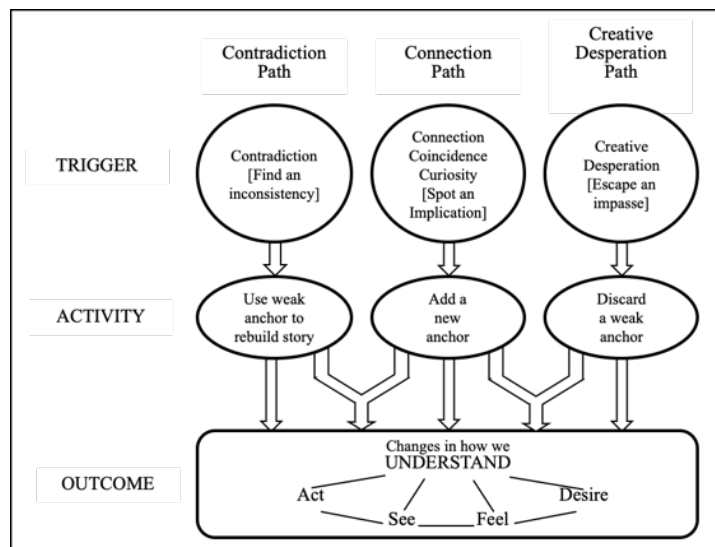 Contradiction
Path
Connection
Path
Creative
Desperation
Path
TRIGGER
Contradiction
[Find an
inconsistency]
Connection
Coincidence
Curiosity
[Spot an
Implication]
Creative
Desperation
[Escape an
impasse]
ACTIVITY
Use weak
anchor to
rebuild story
Add a
new
anchor
Discard
a weak
anchor
OUTCOME
Changes in how we
UNDERSTAND
Act
See
Feel
Desire